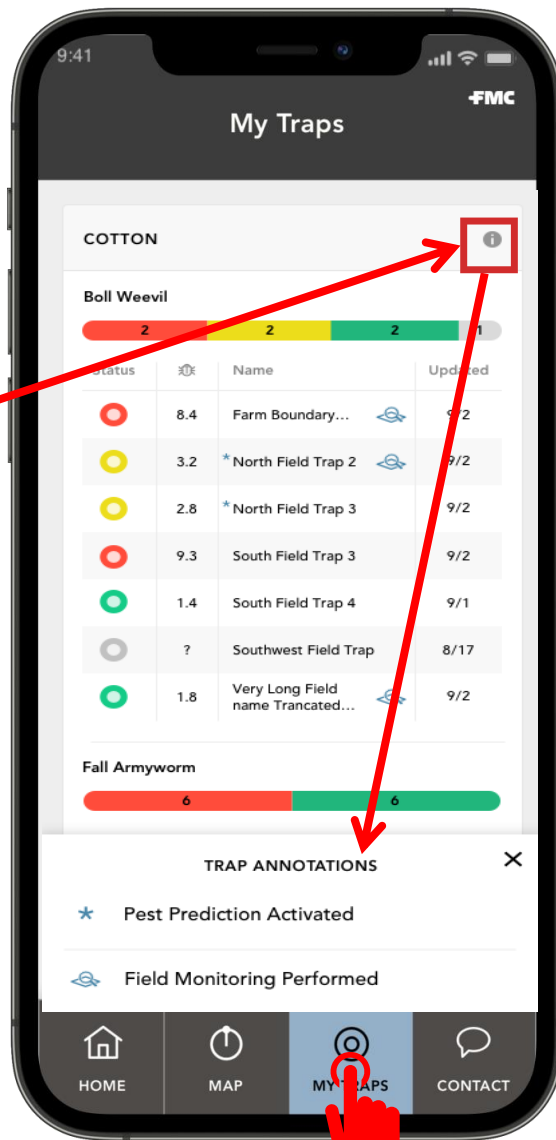 9:41
FMC
My Traps
COTTON
Boll Weevil
2 2 2 1
Status Name Updated
8.4 Farm Boundary... 9/2
3.2 *North Field Trap 2 9/2
2.8 *North Field Trap 3 9/2
9.3 South Field Trap 3 9/2
1.4 South Field Trap 4 9/1
? Southwest Field Trap 8/17
1.8 Very Long Field 9/2
name Trancated...
Fall Armyworm
6 6
TRAP ANNOTATIONS ×
* Pest Prediction Activated
Field Monitoring Performed
HOME MAP MY TRAPS CONTACT